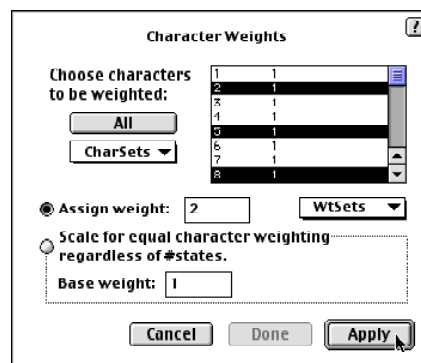 ?
Character Weights
Choose characters
to be weighted:
All
CharSets
1 1
2 1
3 1
4 1
5 1
6 1
7 1
8 1
Assign weight: 2
WtSets
Scale for equal character weighting
regardless of #states.
Base weight: 1
Cancel Done Apply